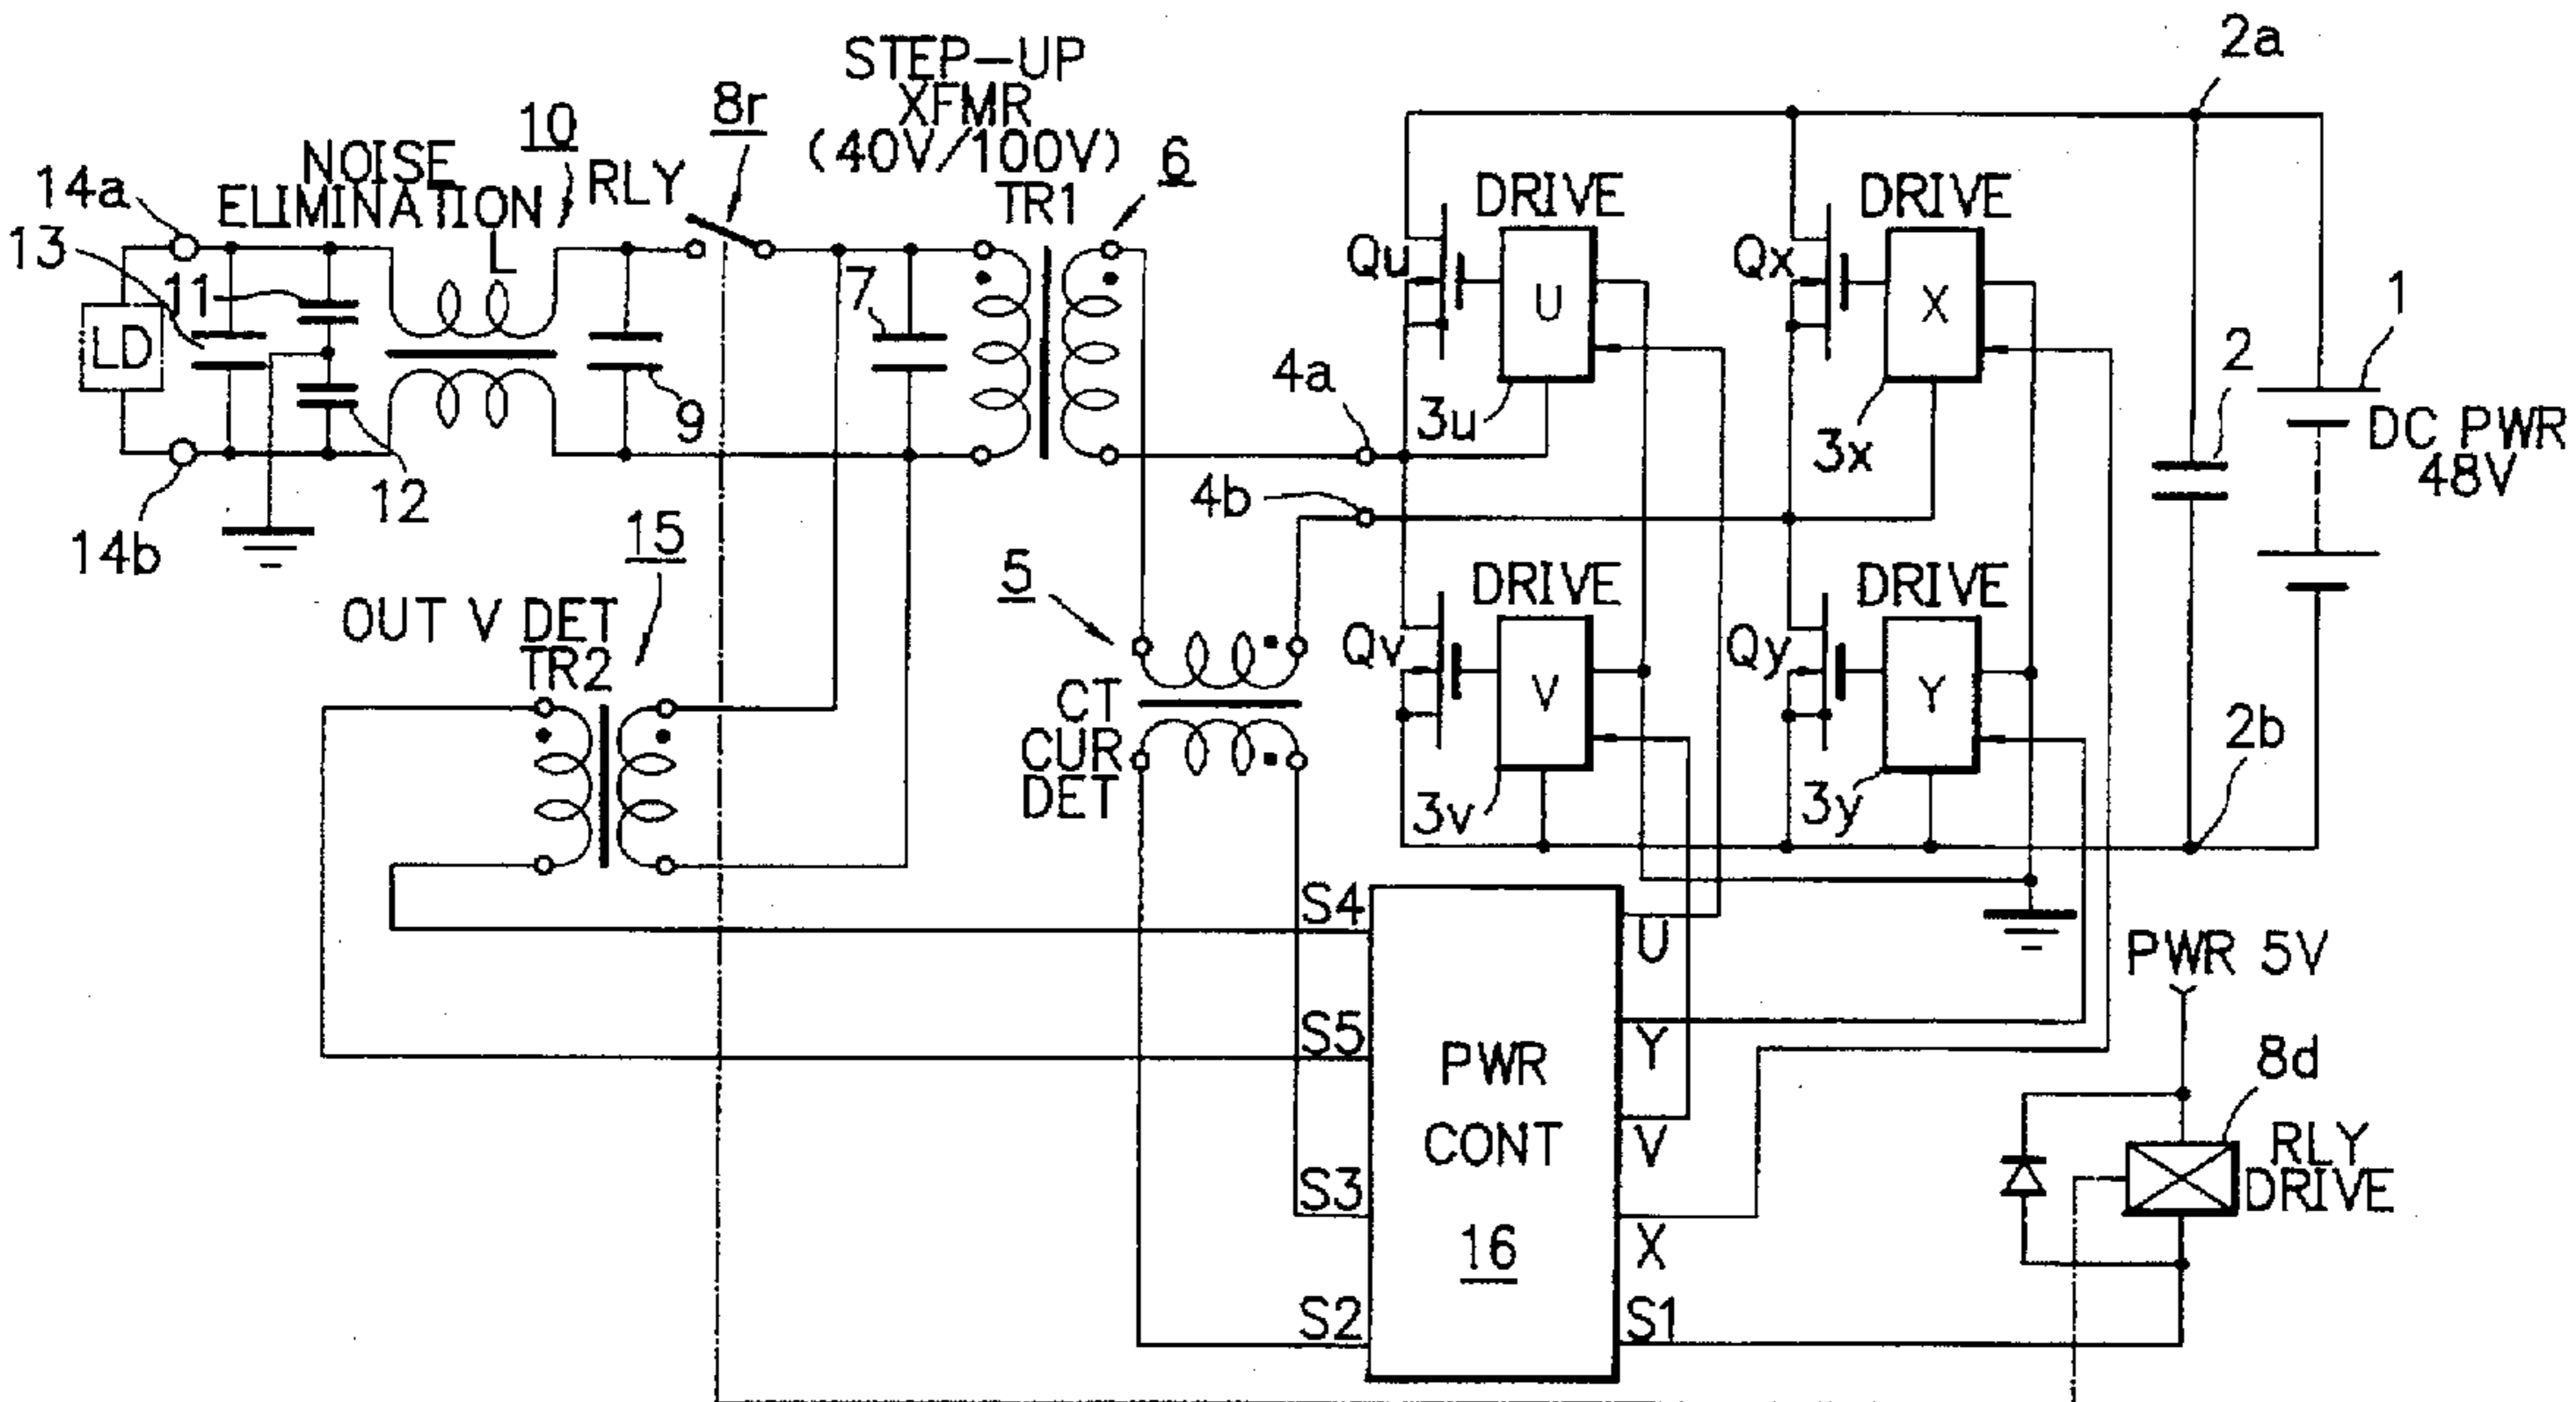 STEP-UP
XFMR
(40V/100V)
TR1
6
8r
RLY
10
NOISE
ELIMINATION
L
14a
13
11
LD
12
14b
9
7
15
OUT V DET
TR2
5
CT
CUR
DET
4a
4b
2a
DRIVE
Qu
U
3u
DRIVE
Qx
X
3x
1
2
DC PWR
48V
DRIVE
Qv
V
3v
DRIVE
Qy
Y
3y
2b
S4
S5
S3
S2
PWR
CONT
16
U
Y
V
X
S1
PWR 5V
8d
RLY
DRIVE